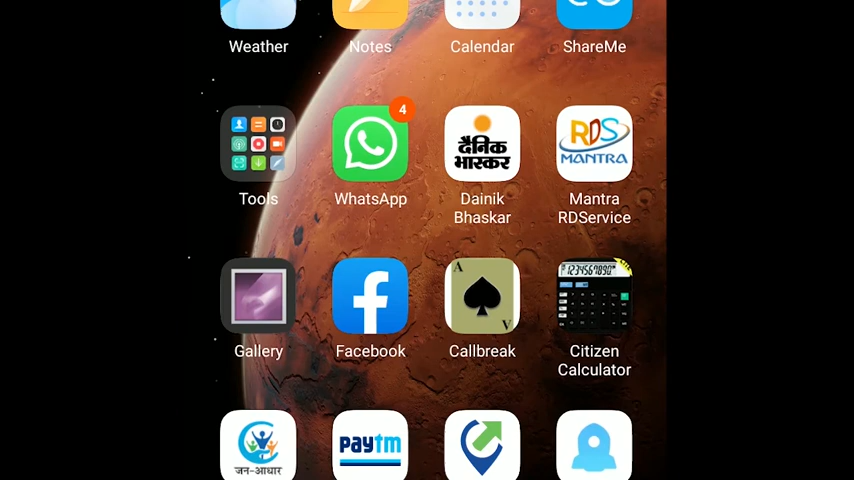 Weather Notes Calendar ShareMe
4
दैनिक भास्कर
RDS MANTRA
Tools WhatsApp Dainik Bhaskar Mantra RDService
A
V
1234567890.
Gallery Facebook Callbreak Citizen Calculator
जन-आधार
paytm